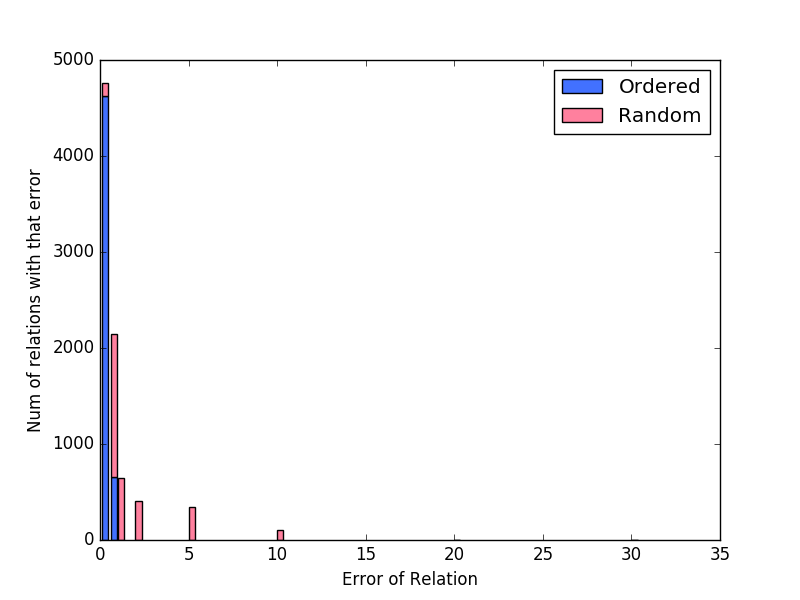 Ordered
Random
Num of relations with that error
5000
4000
3000
2000
1000
0
0 5 10 15 20 25 30 35
Error of Relation